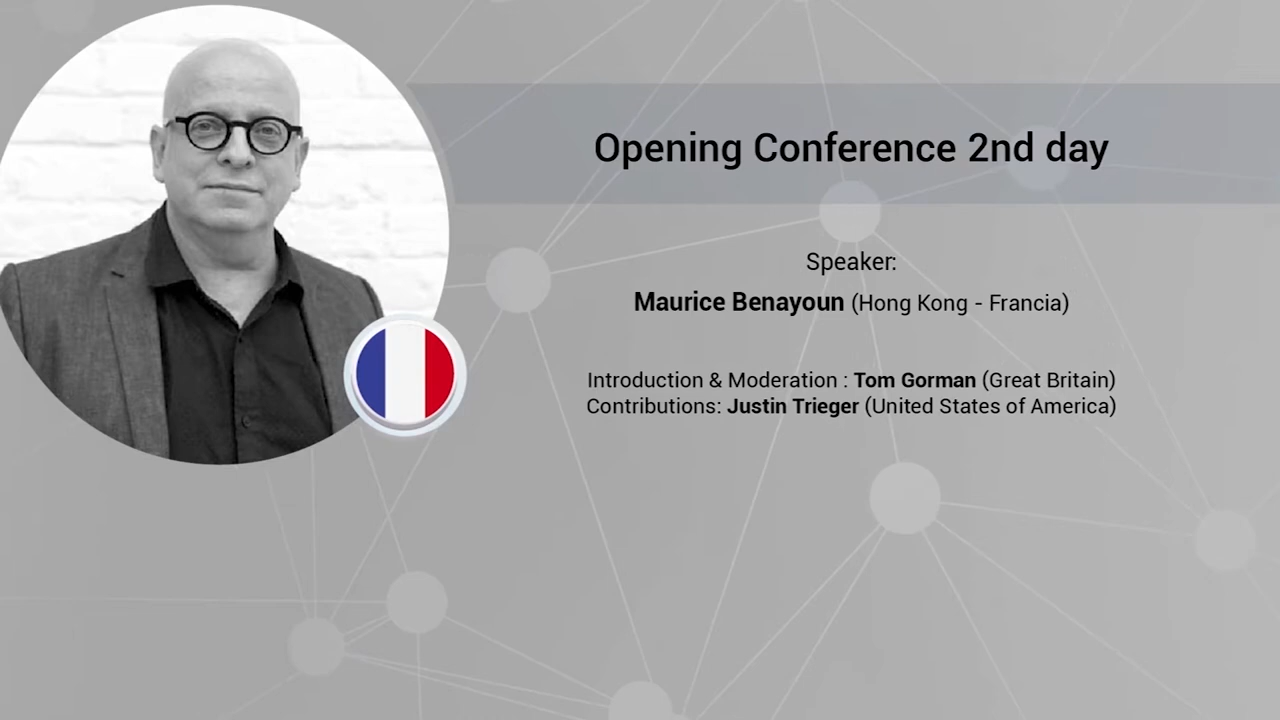 Opening Conference 2nd day
Speaker:
Maurice Benayoun (Hong Kong - Francia)
Introduction & Moderation : Tom Gorman (Great Britain)
Contributions: Justin Trieger (United States of America)